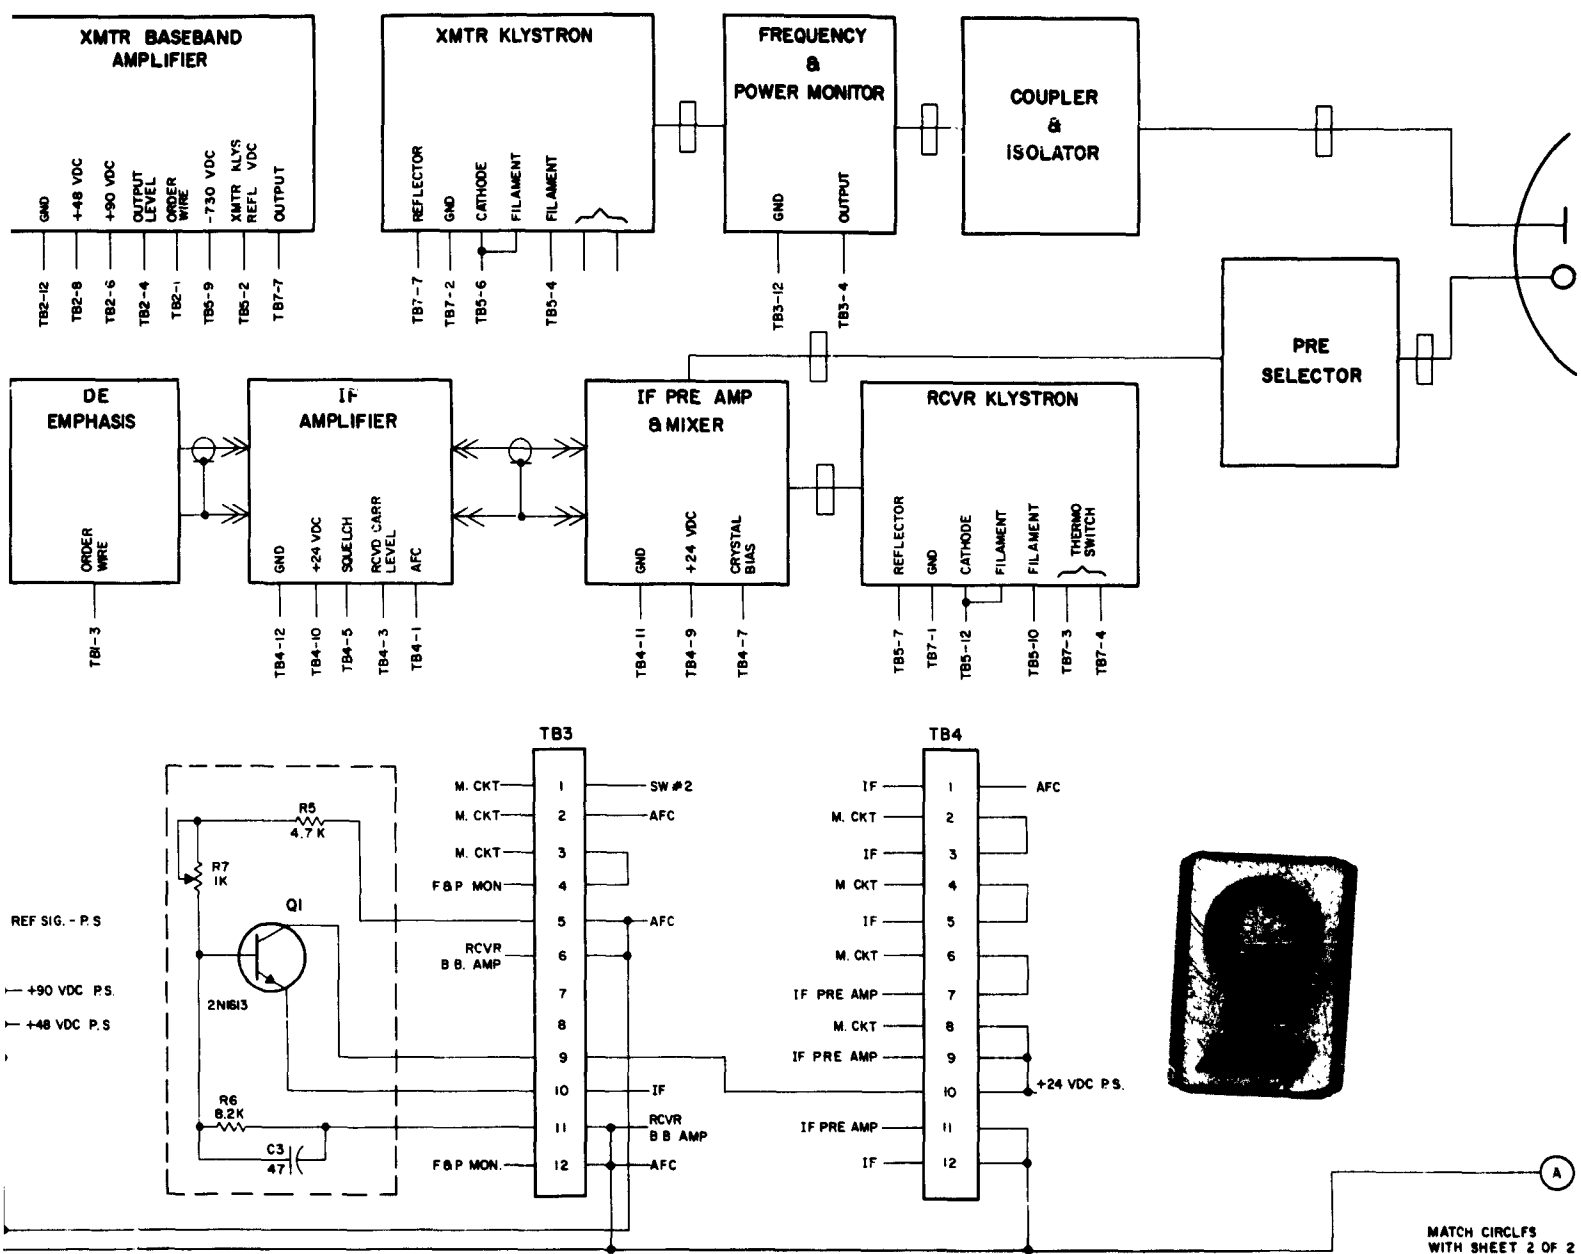 XMTR BASEBAND
AMPLIFIER
GND
+48 VDC
+90 VDC
OUTPUT
LEVEL
ORDER
WIRE
-730 VDC
XMTR KLYS
REFL VDC
OUTPUT
TB2-12
TB2-8
TB2-6
TB2-4
TB2-1
TB5-9
TB5-2
TB7-7
XMTR KLYSTRON
REFLECTOR
GND
CATHODE
FILAMENT
FILAMENT
TB7-7
TB7-2
TB5-6
TB5-4
FREQUENCY
&
POWER MONITOR
GND
OUTPUT
TB3-12
TB3-4
COUPLER
&
ISOLATOR
PRE
SELECTOR
DE
EMPHASIS
ORDER
WIRE
TB1-3
IF
AMPLIFIER
GND
+24 VDC
SQUELCH
RCVD CARR
LEVEL
AFC
TB4-12
TB4-10
TB4-5
TB4-3
TB4-1
IF PRE AMP
& MIXER
GND
+24 VDC
CRYSTAL
BIAS
TB4-11
TB4-9
TB4-7
RCVR KLYSTRON
REFLECTOR
GND
CATHODE
FILAMENT
FILAMENT
THERMO
SWITCH
TB5-7
TB7-1
TB5-12
TB5-10
TB7-3
TB7-4
REF SIG. - P.S
+90 VDC P.S.
+48 VDC P.S
R5
4.7 K
R7
1K
Q1
2N1613
R6
8.2K
C3
47
TB3
M. CKT 1 SW #2
M. CKT 2 AFC
M. CKT 3
F&P MON 4
5 AFC
RCVR
B B. AMP 6
7
8
9
10 IF
11 RCVR
B B AMP
F&P MON. 12 AFC
TB4
IF 1 AFC
M. CKT 2
IF 3
M CKT 4
IF 5
M. CKT 6
IF PRE AMP 7
M. CKT 8
IF PRE AMP 9
10 +24 VDC P.S.
IF PRE AMP 11
IF 12
A
MATCH CIRCLES
WITH SHEET 2 OF 2